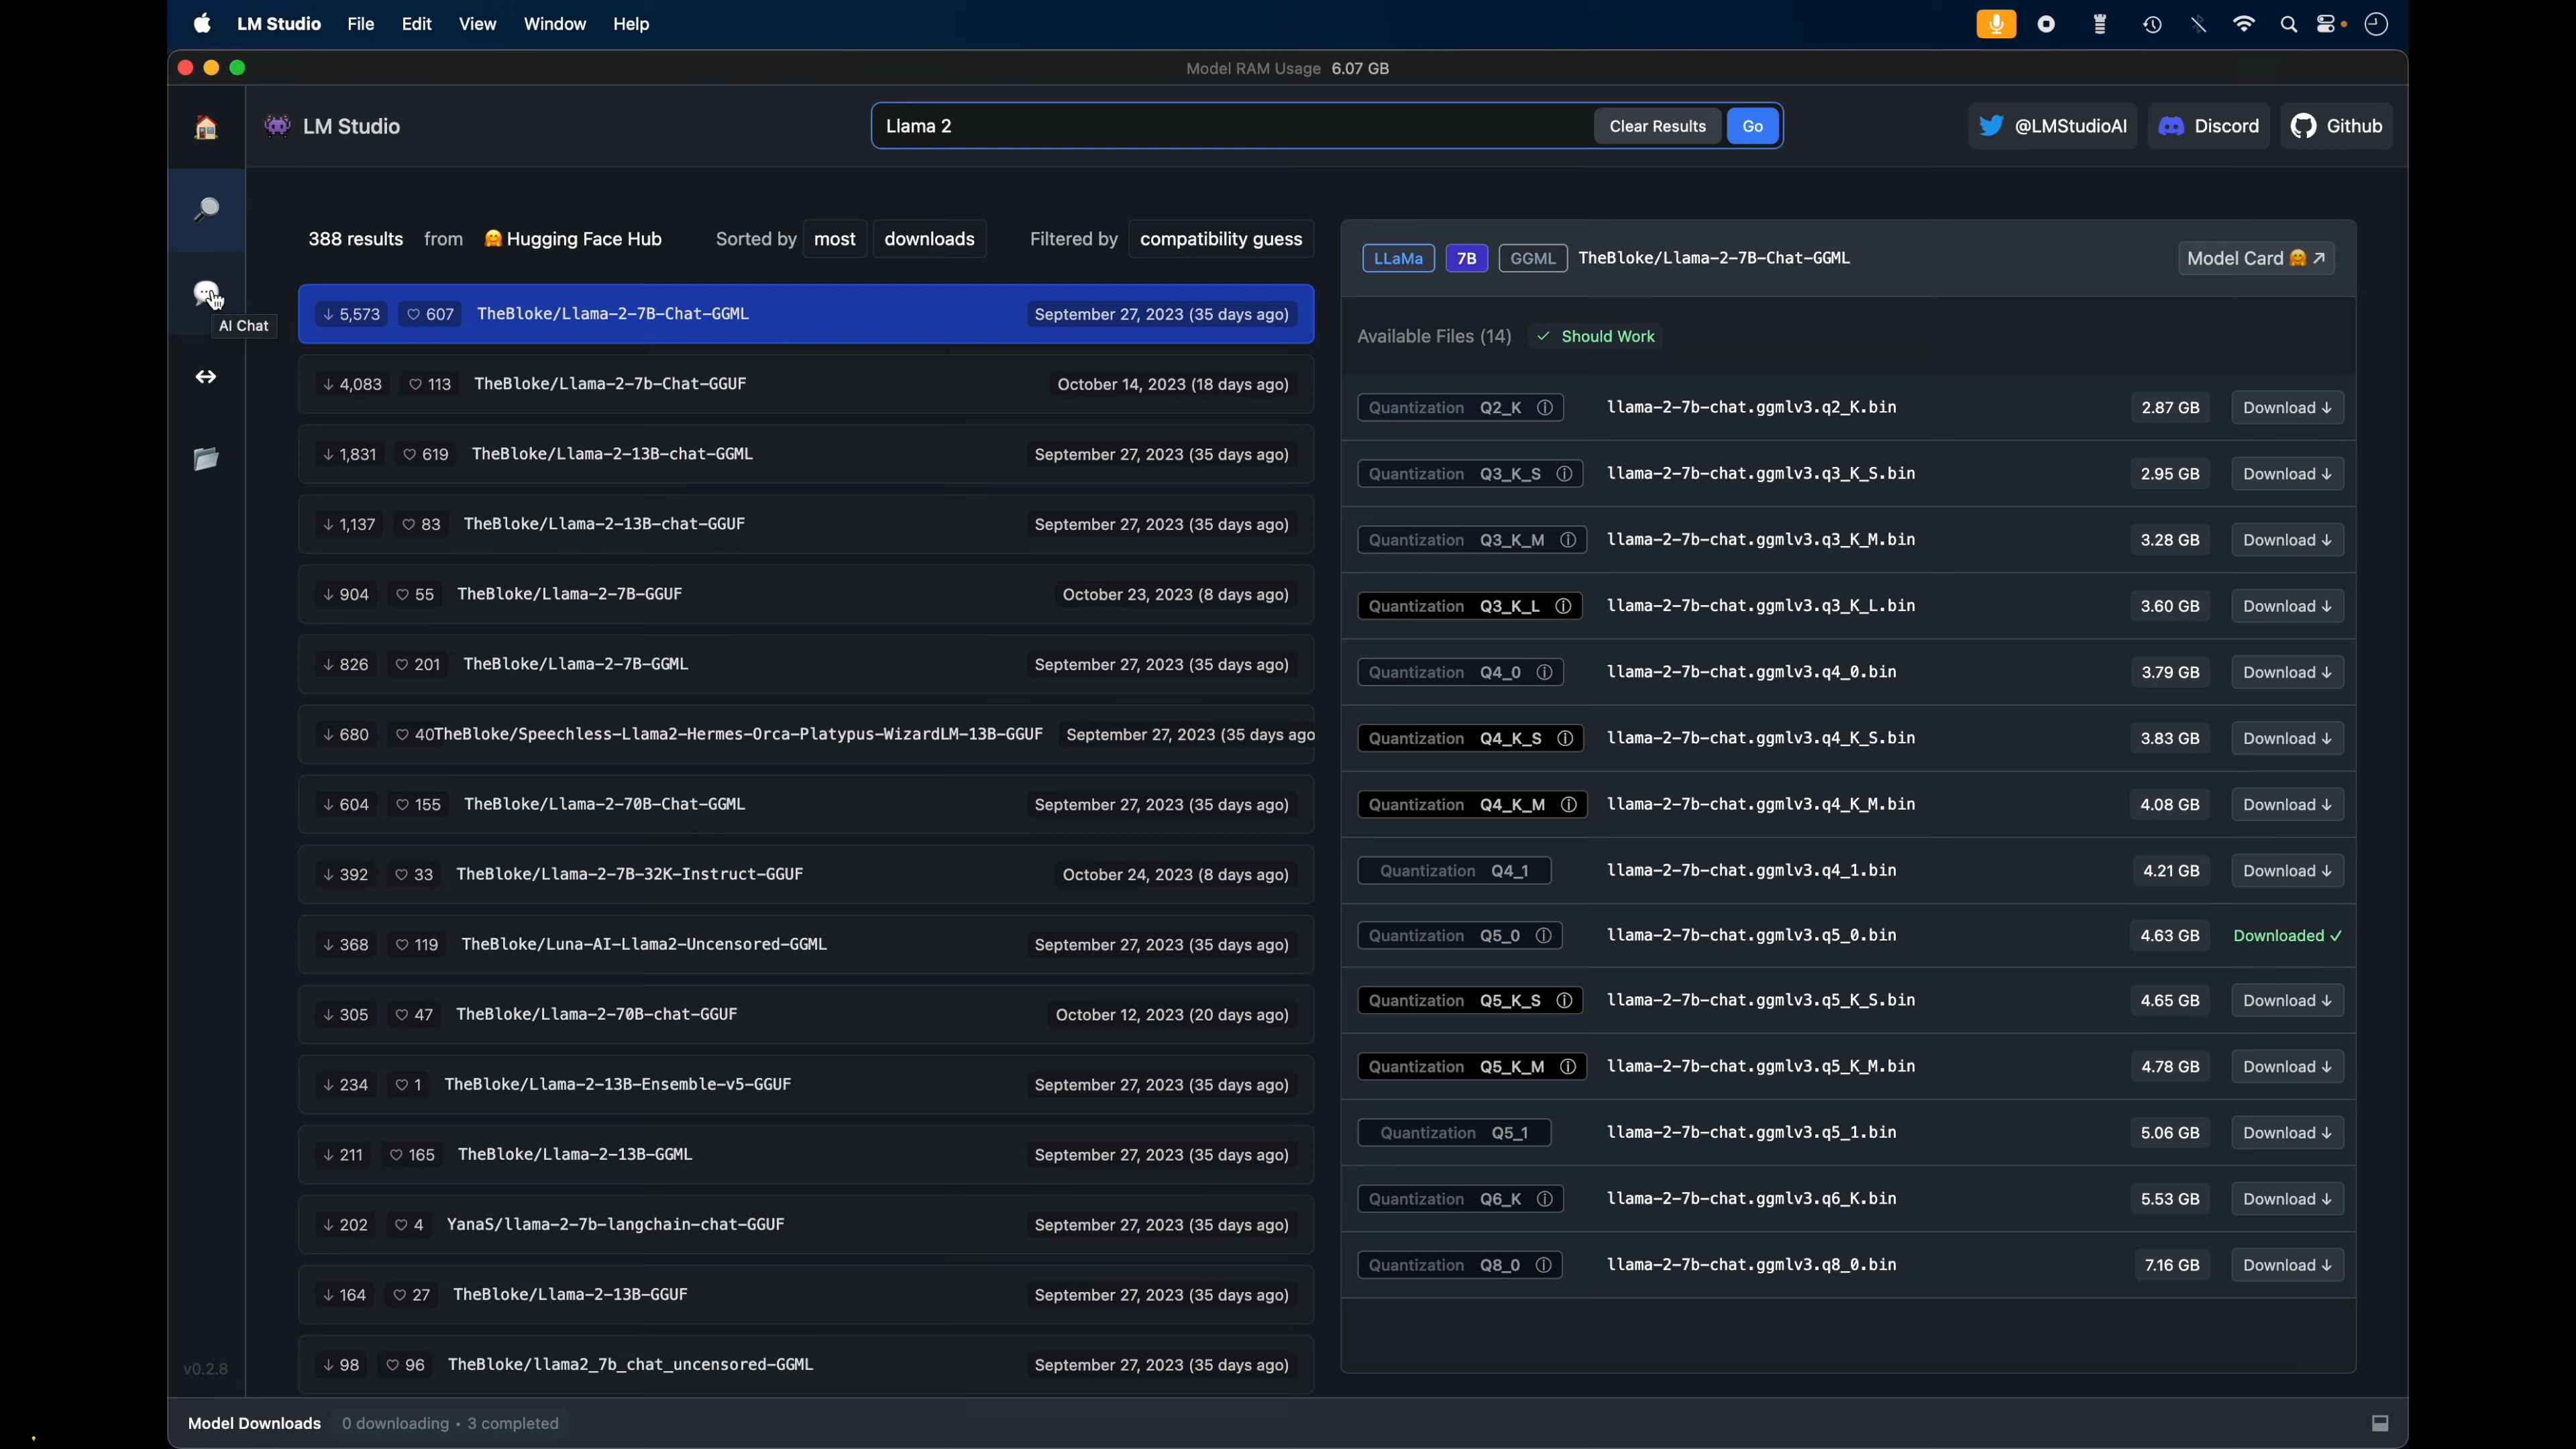 LM Studio File Edit View Window Help
Model RAM Usage 6.07 GB
LM Studio
Llama 2 Clear Results Go
@LMStudioAI Discord Github
388 results from Hugging Face Hub Sorted by most downloads Filtered by compatibility guess
AI Chat
5,573 607 TheBloke/Llama-2-7B-Chat-GGML September 27, 2023 (35 days ago)
4,083 113 TheBloke/Llama-2-7b-Chat-GGUF October 14, 2023 (18 days ago)
1,831 619 TheBloke/Llama-2-13B-chat-GGML September 27, 2023 (35 days ago)
1,137 83 TheBloke/Llama-2-13B-chat-GGUF September 27, 2023 (35 days ago)
904 55 TheBloke/Llama-2-7B-GGUF October 23, 2023 (8 days ago)
826 201 TheBloke/Llama-2-7B-GGML September 27, 2023 (35 days ago)
680 40 TheBloke/Speechless-Llama2-Hermes-Orca-Platypus-WizardLM-13B-GGUF September 27, 2023 (35 days ago
604 155 TheBloke/Llama-2-70B-Chat-GGML September 27, 2023 (35 days ago)
392 33 TheBloke/Llama-2-7B-32K-Instruct-GGUF October 24, 2023 (8 days ago)
368 119 TheBloke/Luna-AI-Llama2-Uncensored-GGML September 27, 2023 (35 days ago)
305 47 TheBloke/Llama-2-70B-chat-GGUF October 12, 2023 (20 days ago)
234 1 TheBloke/Llama-2-13B-Ensemble-v5-GGUF September 27, 2023 (35 days ago)
211 165 TheBloke/Llama-2-13B-GGML September 27, 2023 (35 days ago)
202 4 YanaS/llama-2-7b-langchain-chat-GGUF September 27, 2023 (35 days ago)
164 27 TheBloke/Llama-2-13B-GGUF September 27, 2023 (35 days ago)
98 96 TheBloke/llama2_7b_chat_uncensored-GGML September 27, 2023 (35 days ago)
LLaMa 7B GGML TheBloke/Llama-2-7B-Chat-GGML Model Card
Available Files (14) Should Work
Quantization Q2_K llama-2-7b-chat.ggmlv3.q2_K.bin 2.87 GB Download
Quantization Q3_K_S llama-2-7b-chat.ggmlv3.q3_K_S.bin 2.95 GB Download
Quantization Q3_K_M llama-2-7b-chat.ggmlv3.q3_K_M.bin 3.28 GB Download
Quantization Q3_K_L llama-2-7b-chat.ggmlv3.q3_K_L.bin 3.60 GB Download
Quantization Q4_0 llama-2-7b-chat.ggmlv3.q4_0.bin 3.79 GB Download
Quantization Q4_K_S llama-2-7b-chat.ggmlv3.q4_K_S.bin 3.83 GB Download
Quantization Q4_K_M llama-2-7b-chat.ggmlv3.q4_K_M.bin 4.08 GB Download
Quantization Q4_1 llama-2-7b-chat.ggmlv3.q4_1.bin 4.21 GB Download
Quantization Q5_0 llama-2-7b-chat.ggmlv3.q5_0.bin 4.63 GB Downloaded
Quantization Q5_K_S llama-2-7b-chat.ggmlv3.q5_K_S.bin 4.65 GB Download
Quantization Q5_K_M llama-2-7b-chat.ggmlv3.q5_K_M.bin 4.78 GB Download
Quantization Q5_1 llama-2-7b-chat.ggmlv3.q5_1.bin 5.06 GB Download
Quantization Q6_K llama-2-7b-chat.ggmlv3.q6_K.bin 5.53 GB Download
Quantization Q8_0 llama-2-7b-chat.ggmlv3.q8_0.bin 7.16 GB Download
v0.2.8
Model Downloads 0 downloading • 3 completed